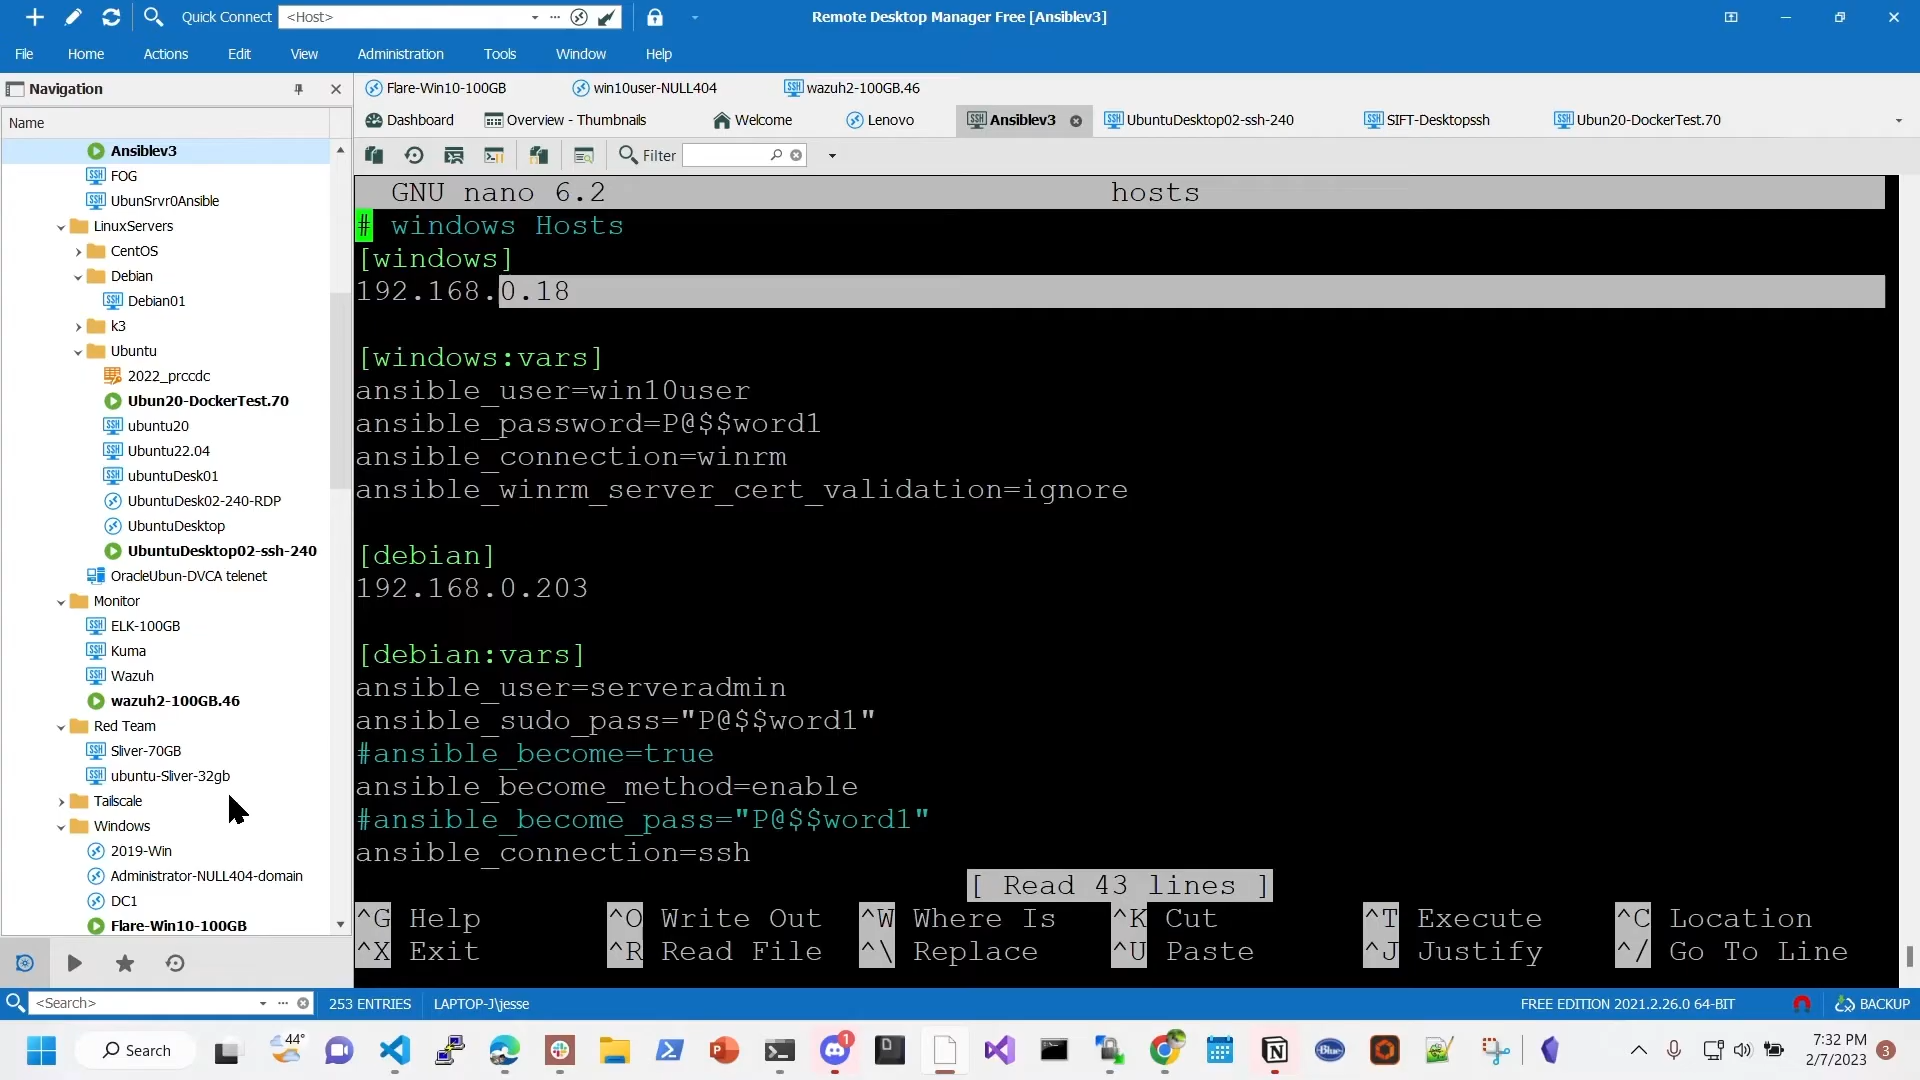 Quick Connect <Host> Remote Desktop Manager Free [Ansiblev3]
File Home Actions Edit View Administration Tools Window Help
Navigation
Name
Ansiblev3
FOG
UbunSrvr0Ansible
LinuxServers
CentOS
Debian
Debian01
k3
Ubuntu
2022_prccdc
Ubun20-DockerTest.70
ubuntu20
Ubuntu22.04
ubuntuDesk01
UbuntuDesk02-240-RDP
UbuntuDesktop
UbuntuDesktop02-ssh-240
OracleUbun-DVCA telenet
Monitor
ELK-100GB
Kuma
Wazuh
wazuh2-100GB.46
Red Team
Sliver-70GB
ubuntu-Sliver-32gb
Tailscale
Windows
2019-Win
Administrator-NULL404-domain
DC1
Flare-Win10-100GB
Flare-Win10-100GB win10user-NULL404 wazuh2-100GB.46
Dashboard Overview - Thumbnails Welcome Lenovo Ansiblev3 UbuntuDesktop02-ssh-240 SIFT-Desktopssh Ubun20-DockerTest.70
Filter
GNU nano 6.2 hosts
# windows Hosts
[windows]
192.168.0.18
[windows:vars]
ansible_user=win10user
ansible_password=P@$$word1
ansible_connection=winrm
ansible_winrm_server_cert_validation=ignore
[debian]
192.168.0.203
[debian:vars]
ansible_user=serveradmin
ansible_sudo_pass="P@$$word1"
#ansible_become=true
ansible_become_method=enable
#ansible_become_pass="P@$$word1"
ansible_connection=ssh
[ Read 43 lines ]
^G Help ^O Write Out ^W Where Is ^K Cut ^T Execute ^C Location
^X Exit ^R Read File ^\ Replace ^U Paste ^J Justify ^/ Go To Line
<Search> 253 ENTRIES LAPTOP-J\jesse FREE EDITION 2021.2.26.0 64-BIT BACKUP
Search 44° 1 Blue 7:32 PM
2/7/2023 3